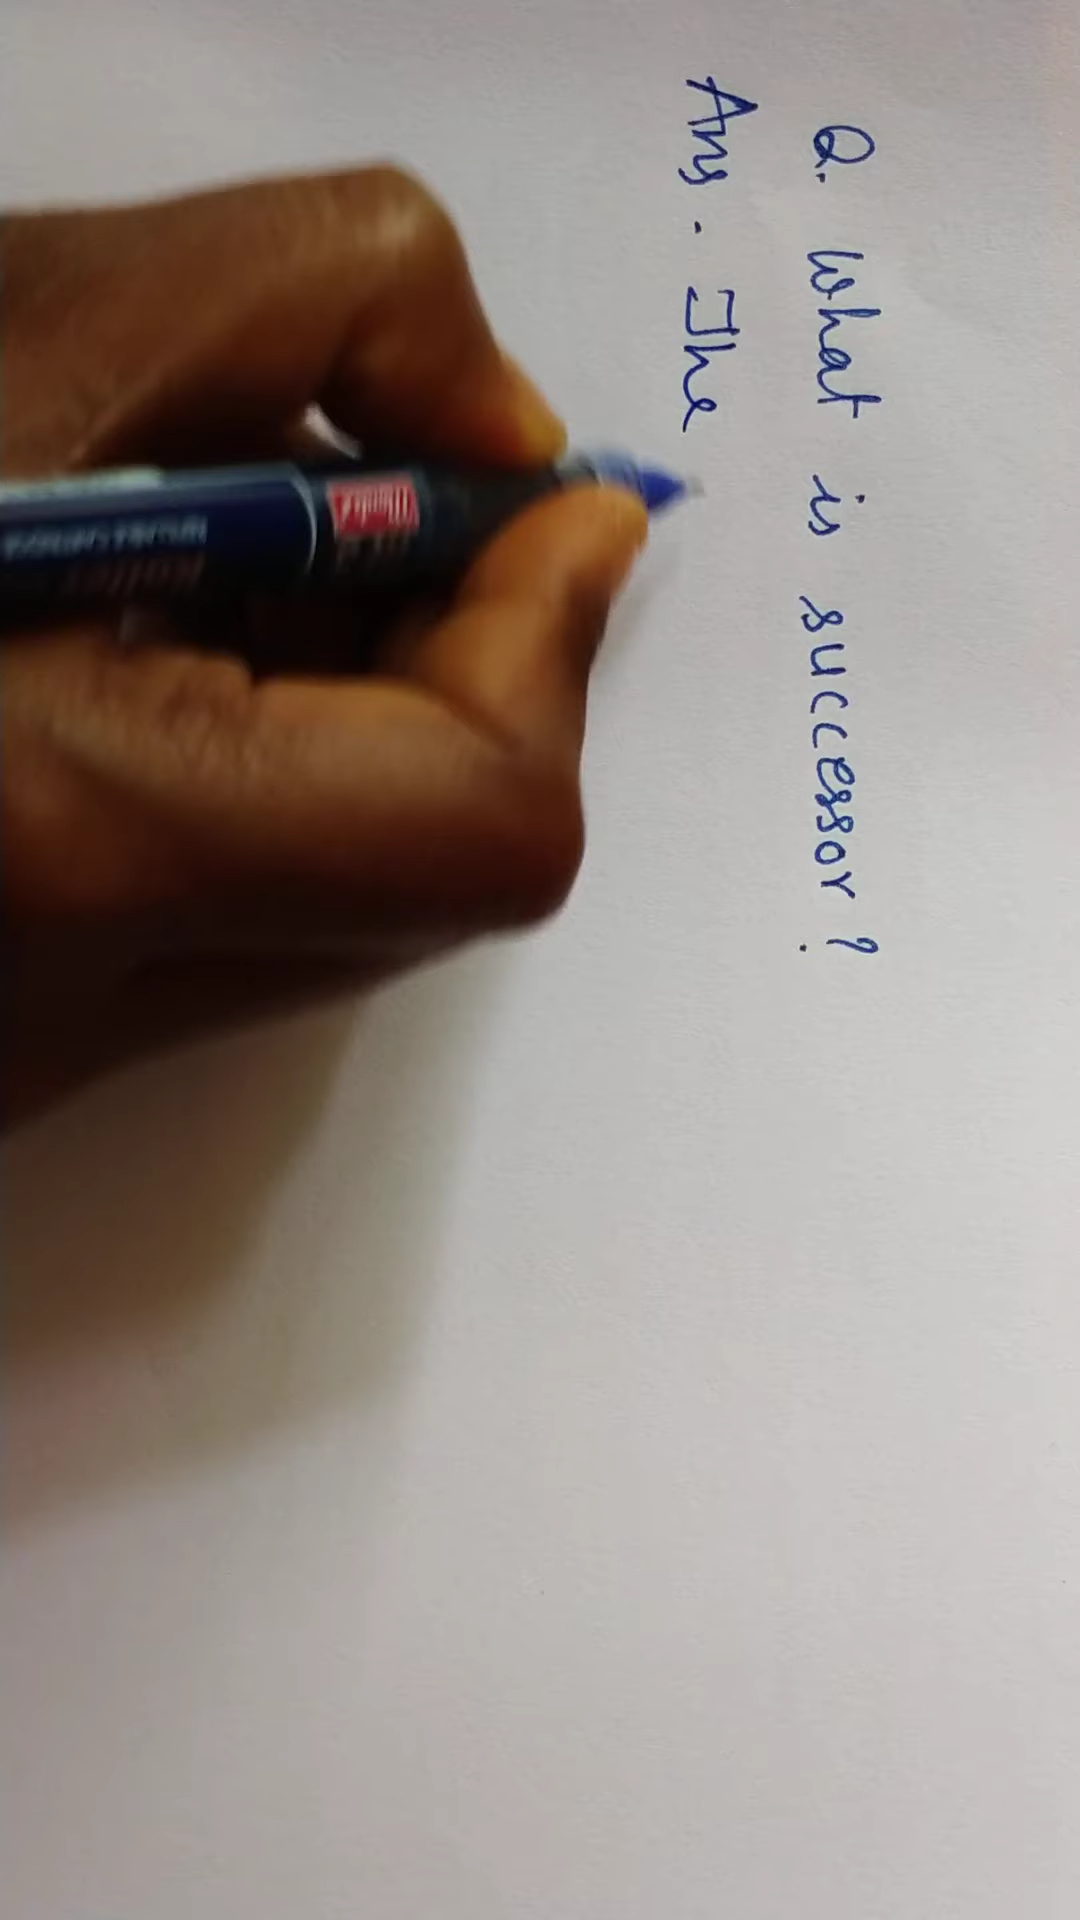 Q. What is successor?
Ans. The